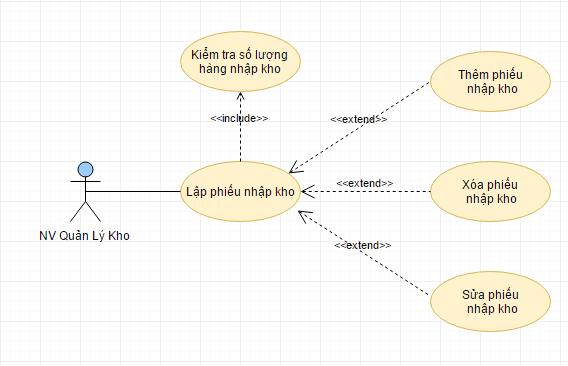 Kiểm tra số lượng
hàng nhập kho
Thêm phiếu
nhập kho
<<include>>
<<extend>>
Lập phiếu nhập kho
<<extend>>
Xóa phiếu
nhập kho
NV Quản Lý Kho
<<extend>>
Sửa phiếu
nhập kho